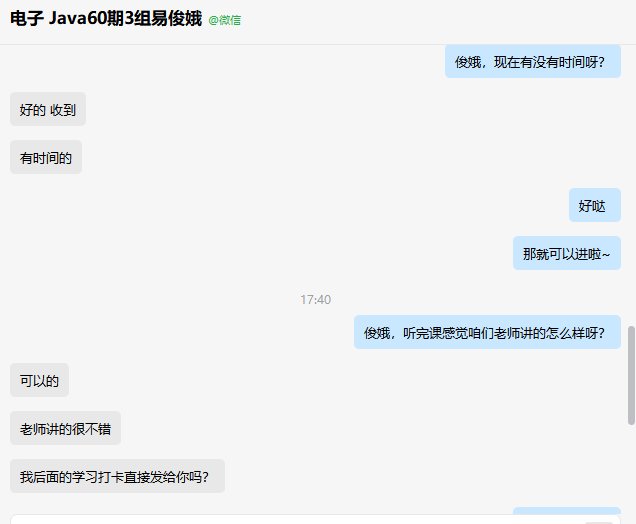 电子 Java60期3组易俊娥 @微信
俊娥，现在有没有时间呀？
好的 收到
有时间的
好哒
那就可以进啦~
17:40
俊娥，听完课感觉咱们老师讲的怎么样呀？
可以的
老师讲的很不错
我后面的学习打卡直接发给你吗？